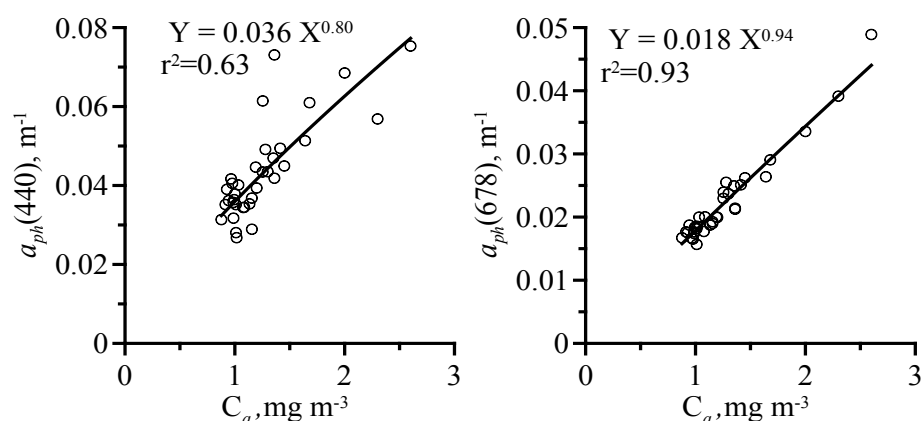 0.08
0.06
0.04
0.02
0
Y = 0.036 X^0.80
r²=0.63
a_ph(440), m⁻¹
0 1 2 3
C_a, mg m⁻³
0.05
0.04
0.03
0.02
0.01
0
Y = 0.018 X^0.94
r²=0.93
a_ph(678), m⁻¹
0 1 2 3
C_a, mg m⁻³